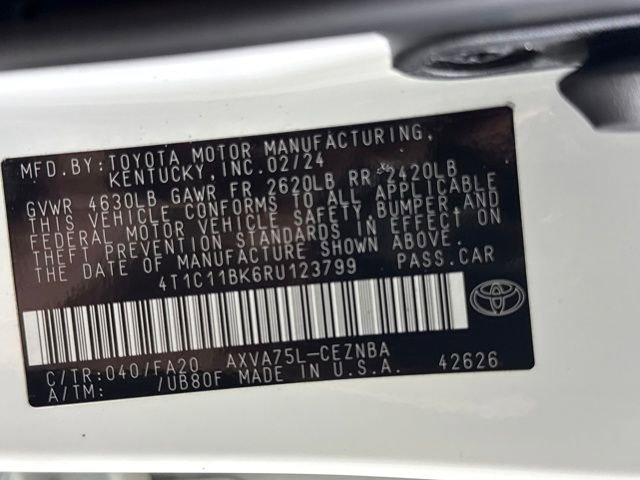 MFD.BY:TOYOTA MOTOR MANUFACTURING,
KENTUCKY, INC.02/24
GVWR 4630LB GAWR FR 2620LB RR 2420LB
THIS VEHICLE CONFORMS TO ALL APPLICABLE
FEDERAL MOTOR VEHICLE SAFETY,BUMPER,AND
THEFT PREVENTION STANDARDS IN EFFECT ON
THE DATE OF MANUFACTURE SHOWN ABOVE.
4T1C11BK6RU123799 PASS.CAR
C/TR:040/FA20 AXVA75L-CEZNBA
A/TM: /UB80F MADE IN U.S.A. 42626